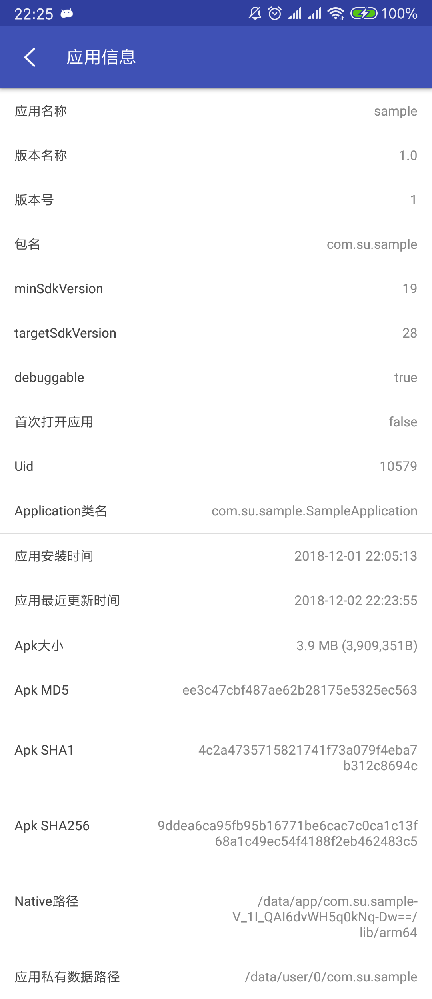 22:25 100%
应用信息
应用名称 sample
版本名称 1.0
版本号 1
包名 com.su.sample
minSdkVersion 19
targetSdkVersion 28
debuggable true
首次打开应用 false
Uid 10579
Application类名 com.su.sample.SampleApplication
应用安装时间 2018-12-01 22:05:13
应用最近更新时间 2018-12-02 22:23:55
Apk大小 3.9 MB (3,909,351B)
Apk MD5 ee3c47cbf487ae62b28175e5325ec563
Apk SHA1 4c2a4735715821741f73a079f4eba7
b312c8694c
Apk SHA256 9ddea6ca95fb95b16771be6cac7c0ca1c13f
68a1c49ec54f4188f2eb462483c5
Native路径 /data/app/com.su.sample-
V_1I_QAI6dvWH5q0kNq-Dw==/
lib/arm64
应用私有数据路径 /data/user/0/com.su.sample